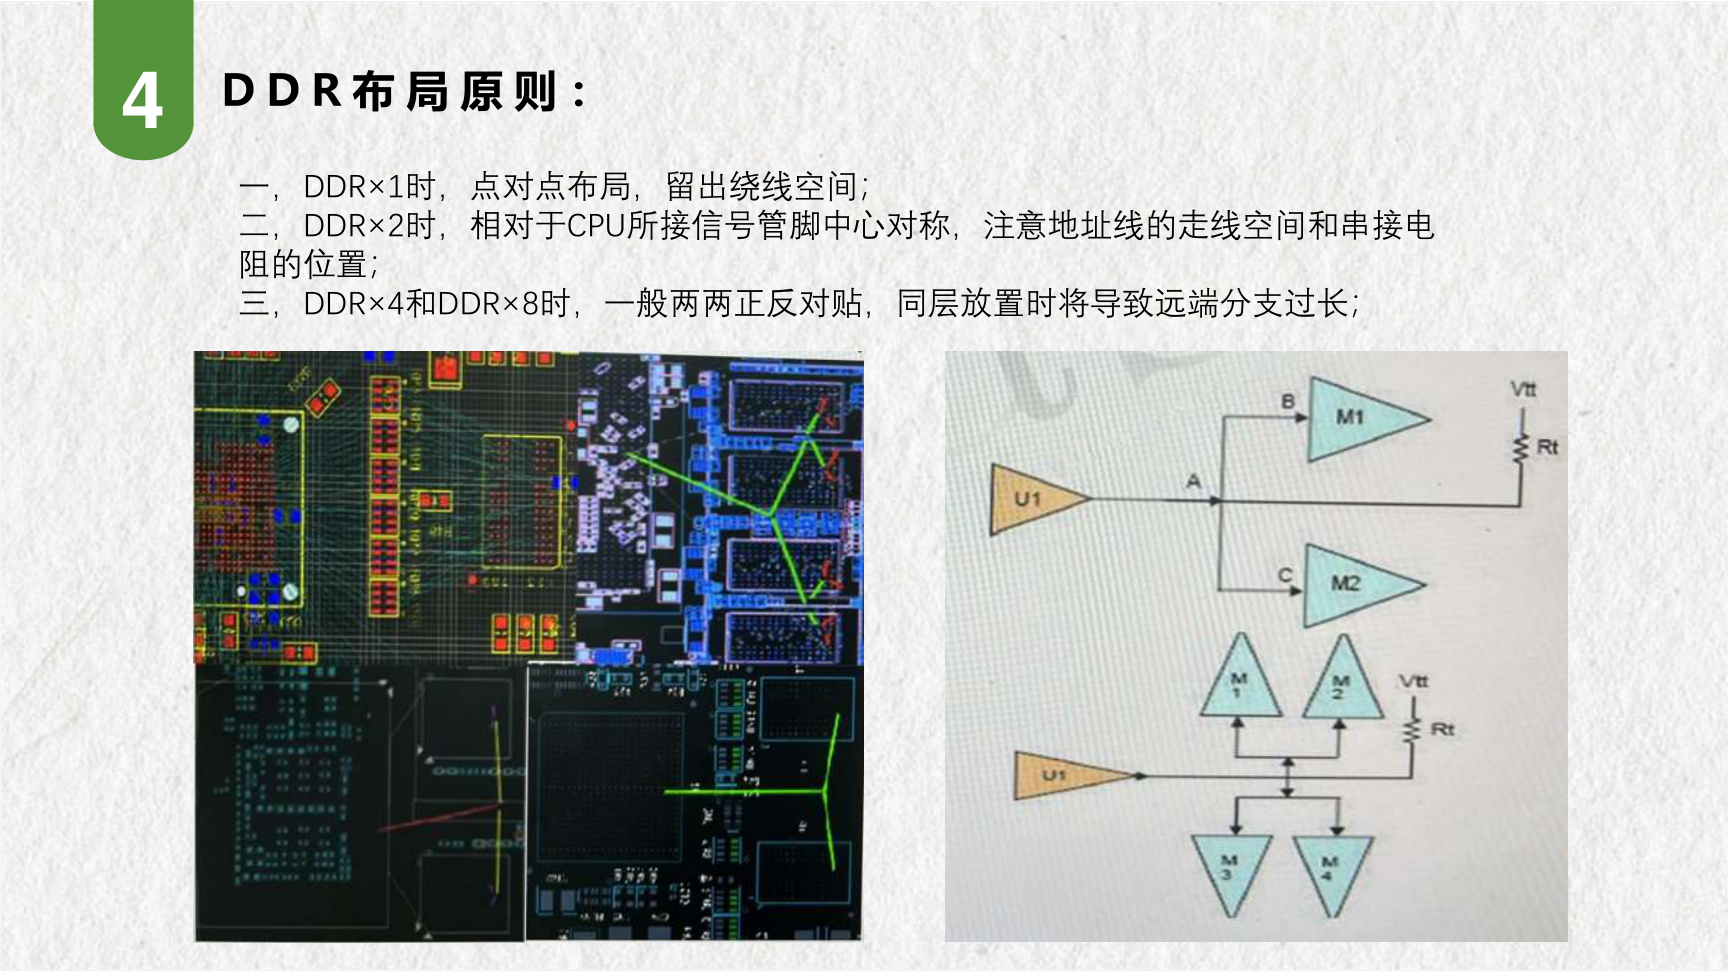 4
DDR布局原则：
一，DDR×1时，点对点布局，留出绕线空间；
二，DDR×2时，相对于CPU所接信号管脚中心对称，注意地址线的走线空间和串接电
阻的位置；
三，DDR×4和DDR×8时，一般两两正反对贴，同层放置时将导致远端分支过长；
B
M1
Vtt
Rt
A
U1
C
M2
M
1
M
2
Vtt
Rt
U1
M
3
M
4